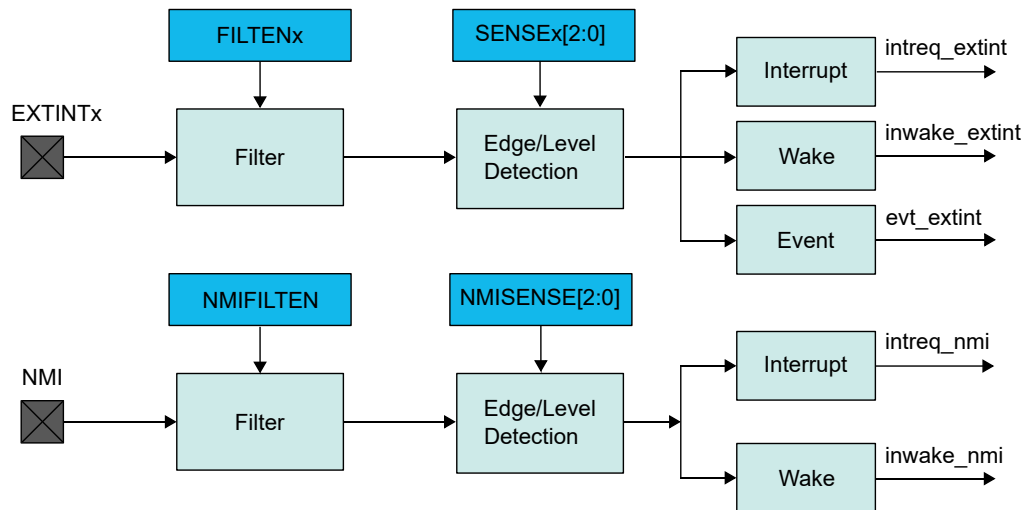 FILTENx
SENSEx[2:0]
intreq_extint
Interrupt
EXTINTx
inwake_extint
Filter
Edge/Level
Detection
Wake
evt_extint
Event
NMIFILTEN
NMISENSE[2:0]
intreq_nmi
Interrupt
NMI
Filter
Edge/Level
Detection
inwake_nmi
Wake